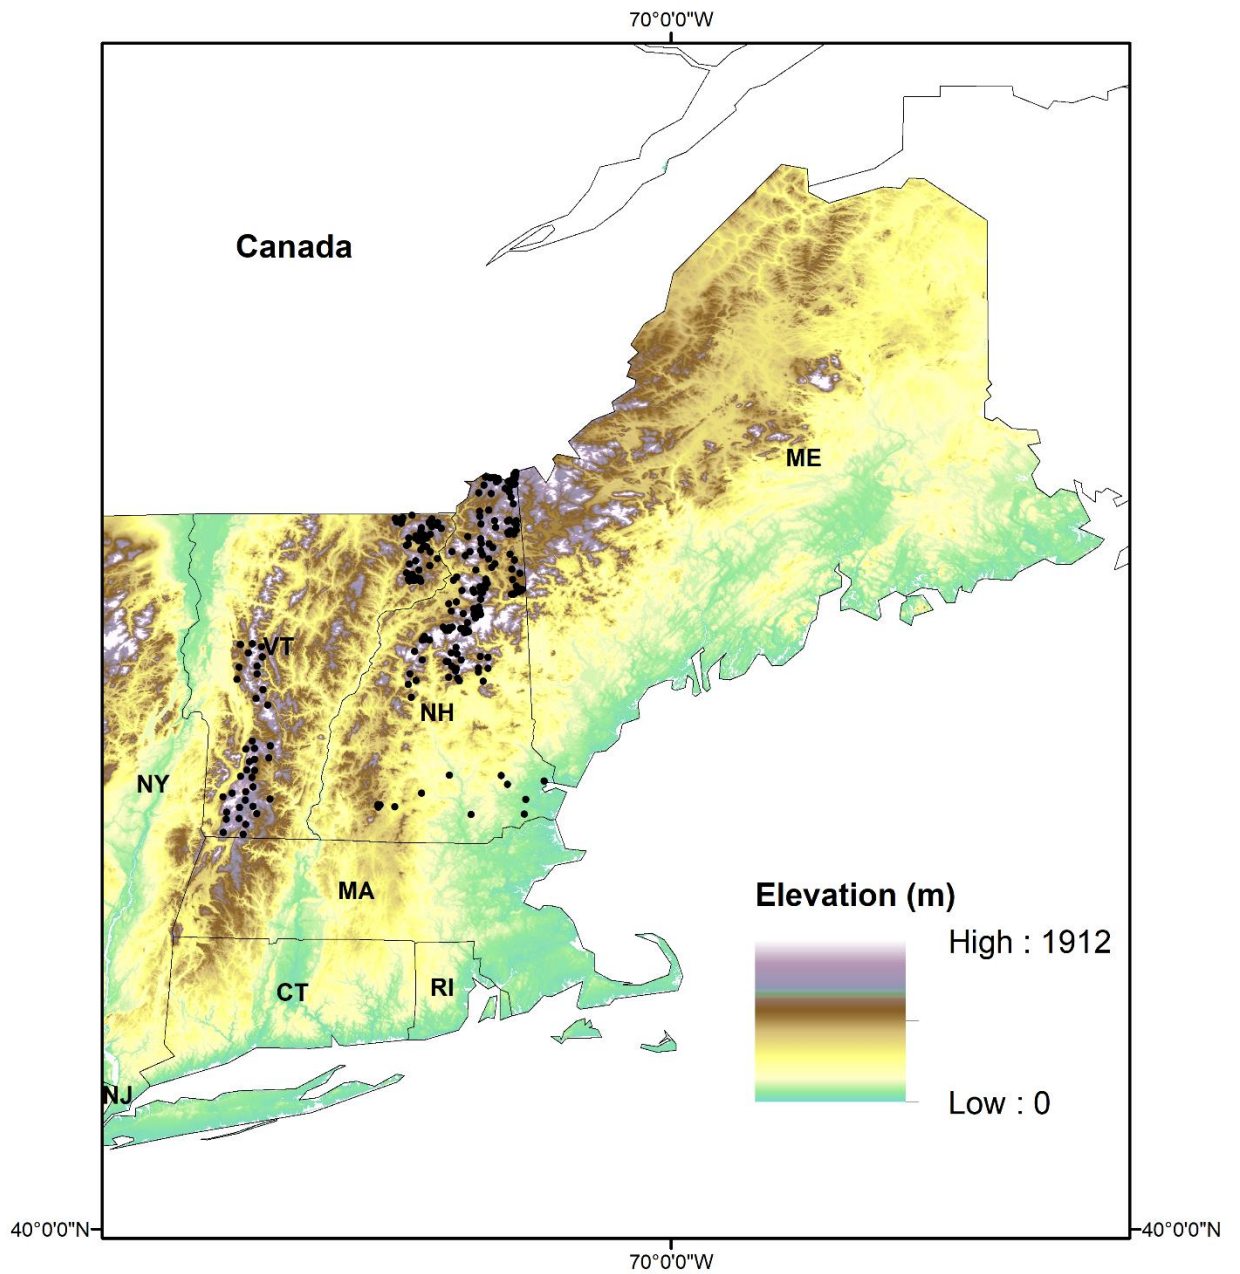 70°0'0"W
Canada
ME
VT
NH
NY
MA
Elevation (m)
High : 1912
CT
RI
NJ
Low : 0
40°0'0"N
40°0'0"N
70°0'0"W